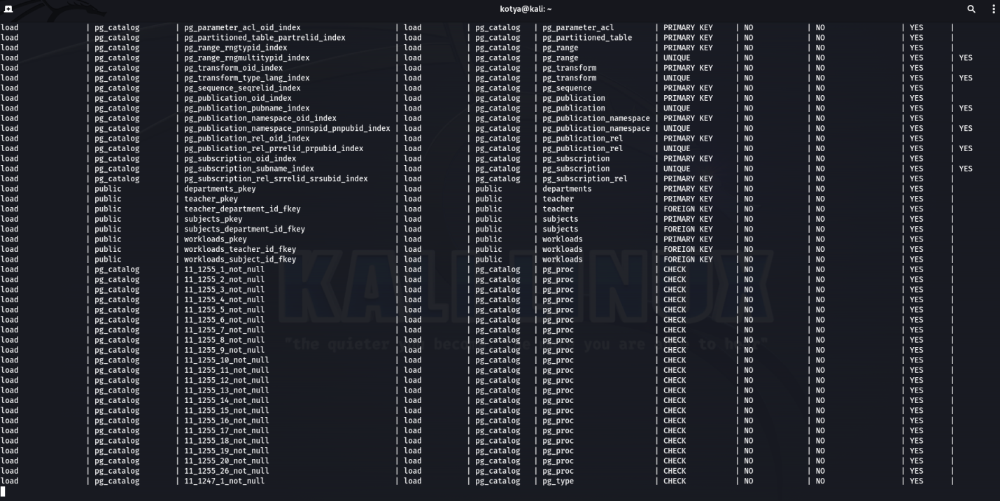 kotya@kali: ~
load | pg_catalog | pg_parameter_acl_oid_index | load | pg_catalog | pg_parameter_acl | PRIMARY KEY | NO | NO | YES |
load | pg_catalog | pg_partitioned_table_partrelid_index | load | pg_catalog | pg_partitioned_table | PRIMARY KEY | NO | NO | YES |
load | pg_catalog | pg_range_rngtypid_index | load | pg_catalog | pg_range | PRIMARY KEY | NO | NO | YES |
load | pg_catalog | pg_range_rngmultitypid_index | load | pg_catalog | pg_range | UNIQUE | NO | NO | YES | YES
load | pg_catalog | pg_transform_oid_index | load | pg_catalog | pg_transform | PRIMARY KEY | NO | NO | YES |
load | pg_catalog | pg_transform_type_lang_index | load | pg_catalog | pg_transform | UNIQUE | NO | NO | YES | YES
load | pg_catalog | pg_sequence_seqrelid_index | load | pg_catalog | pg_sequence | PRIMARY KEY | NO | NO | YES |
load | pg_catalog | pg_publication_oid_index | load | pg_catalog | pg_publication | PRIMARY KEY | NO | NO | YES |
load | pg_catalog | pg_publication_pubname_index | load | pg_catalog | pg_publication | UNIQUE | NO | NO | YES | YES
load | pg_catalog | pg_publication_namespace_oid_index | load | pg_catalog | pg_publication_namespace | PRIMARY KEY | NO | NO | YES |
load | pg_catalog | pg_publication_namespace_pnnspid_pnpubid_index | load | pg_catalog | pg_publication_namespace | UNIQUE | NO | NO | YES | YES
load | pg_catalog | pg_publication_rel_oid_index | load | pg_catalog | pg_publication_rel | PRIMARY KEY | NO | NO | YES |
load | pg_catalog | pg_publication_rel_prrelid_prpubid_index | load | pg_catalog | pg_publication_rel | UNIQUE | NO | NO | YES | YES
load | pg_catalog | pg_subscription_oid_index | load | pg_catalog | pg_subscription | PRIMARY KEY | NO | NO | YES |
load | pg_catalog | pg_subscription_subname_index | load | pg_catalog | pg_subscription | UNIQUE | NO | NO | YES | YES
load | pg_catalog | pg_subscription_rel_srrelid_srsubid_index | load | pg_catalog | pg_subscription_rel | PRIMARY KEY | NO | NO | YES |
load | public | departments_pkey | load | public | departments | PRIMARY KEY | NO | NO | YES |
load | public | teacher_pkey | load | public | teacher | PRIMARY KEY | NO | NO | YES |
load | public | teacher_department_id_fkey | load | public | teacher | FOREIGN KEY | NO | NO | YES |
load | public | subjects_pkey | load | public | subjects | PRIMARY KEY | NO | NO | YES |
load | public | subjects_department_id_fkey | load | public | subjects | FOREIGN KEY | NO | NO | YES |
load | public | workloads_pkey | load | public | workloads | PRIMARY KEY | NO | NO | YES |
load | public | workloads_teacher_id_fkey | load | public | workloads | FOREIGN KEY | NO | NO | YES |
load | public | workloads_subject_id_fkey | load | public | workloads | FOREIGN KEY | NO | NO | YES |
load | pg_catalog | 11_1255_1_not_null | load | pg_catalog | pg_proc | CHECK | NO | NO | YES |
load | pg_catalog | 11_1255_2_not_null | load | pg_catalog | pg_proc | CHECK | NO | NO | YES |
load | pg_catalog | 11_1255_3_not_null | load | pg_catalog | pg_proc | CHECK | NO | NO | YES |
load | pg_catalog | 11_1255_4_not_null | load | pg_catalog | pg_proc | CHECK | NO | NO | YES |
load | pg_catalog | 11_1255_5_not_null | load | pg_catalog | pg_proc | CHECK | NO | NO | YES |
load | pg_catalog | 11_1255_6_not_null | load | pg_catalog | pg_proc | CHECK | NO | NO | YES |
load | pg_catalog | 11_1255_7_not_null | load | pg_catalog | pg_proc | CHECK | NO | NO | YES |
load | pg_catalog | 11_1255_8_not_null | load | pg_catalog | pg_proc | CHECK | NO | NO | YES |
load | pg_catalog | 11_1255_9_not_null | load | pg_catalog | pg_proc | CHECK | NO | NO | YES |
load | pg_catalog | 11_1255_10_not_null | load | pg_catalog | pg_proc | CHECK | NO | NO | YES |
load | pg_catalog | 11_1255_11_not_null | load | pg_catalog | pg_proc | CHECK | NO | NO | YES |
load | pg_catalog | 11_1255_12_not_null | load | pg_catalog | pg_proc | CHECK | NO | NO | YES |
load | pg_catalog | 11_1255_13_not_null | load | pg_catalog | pg_proc | CHECK | NO | NO | YES |
load | pg_catalog | 11_1255_14_not_null | load | pg_catalog | pg_proc | CHECK | NO | NO | YES |
load | pg_catalog | 11_1255_15_not_null | load | pg_catalog | pg_proc | CHECK | NO | NO | YES |
load | pg_catalog | 11_1255_16_not_null | load | pg_catalog | pg_proc | CHECK | NO | NO | YES |
load | pg_catalog | 11_1255_17_not_null | load | pg_catalog | pg_proc | CHECK | NO | NO | YES |
load | pg_catalog | 11_1255_18_not_null | load | pg_catalog | pg_proc | CHECK | NO | NO | YES |
load | pg_catalog | 11_1255_19_not_null | load | pg_catalog | pg_proc | CHECK | NO | NO | YES |
load | pg_catalog | 11_1255_20_not_null | load | pg_catalog | pg_proc | CHECK | NO | NO | YES |
load | pg_catalog | 11_1255_26_not_null | load | pg_catalog | pg_proc | CHECK | NO | NO | YES |
load | pg_catalog | 11_1247_1_not_null | load | pg_catalog | pg_type | CHECK | NO | NO | YES |
KALI LINUX
"the quieter you become you are to hear"